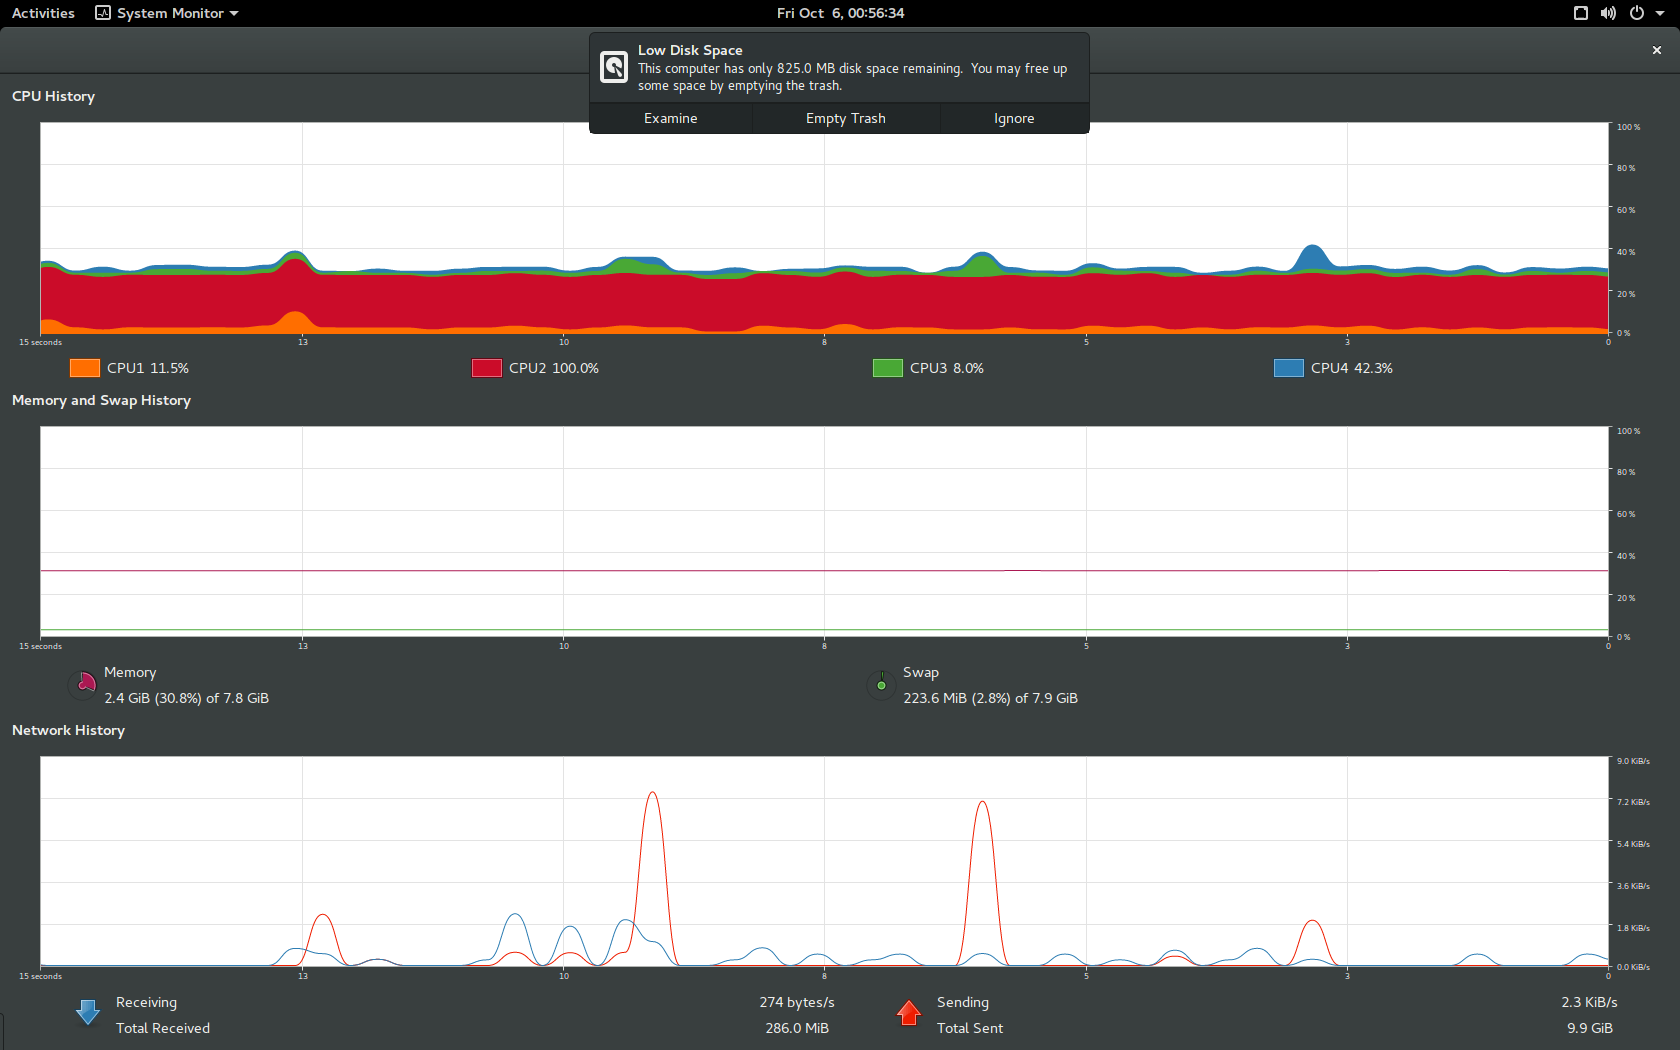 Activities
System Monitor
Fri Oct  6, 00:56:34
Low Disk Space
This computer has only 825.0 MB disk space remaining.  You may free up
some space by emptying the trash.
Examine
Empty Trash
Ignore
CPU History
100 %
80 %
60 %
40 %
20 %
0 %
15 seconds
13
10
8
5
3
0
CPU1 11.5%
CPU2 100.0%
CPU3 8.0%
CPU4 42.3%
Memory and Swap History
100 %
80 %
60 %
40 %
20 %
0 %
15 seconds
13
10
8
5
3
0
Memory
2.4 GiB (30.8%) of 7.8 GiB
Swap
223.6 MiB (2.8%) of 7.9 GiB
Network History
9.0 KiB/s
7.2 KiB/s
5.4 KiB/s
3.6 KiB/s
1.8 KiB/s
0.0 KiB/s
15 seconds
13
10
8
5
3
0
Receiving
274 bytes/s
Total Received
286.0 MiB
Sending
2.3 KiB/s
Total Sent
9.9 GiB